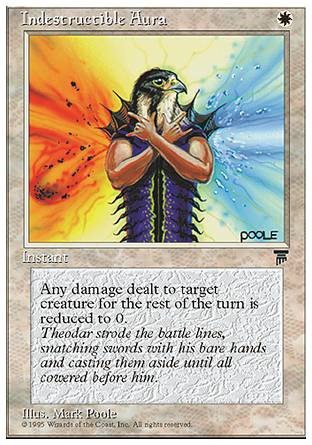 Indestructible Aura
POOLE
Instant
Any damage dealt to target
creature for the rest of the turn is
reduced to 0.
Theodar strode the battle lines,
snatching swords with his bare hands
and casting them aside until all
cowered before him.
Illus. Mark Poole
© 1995 Wizards of the Coast, Inc. All rights reserved.